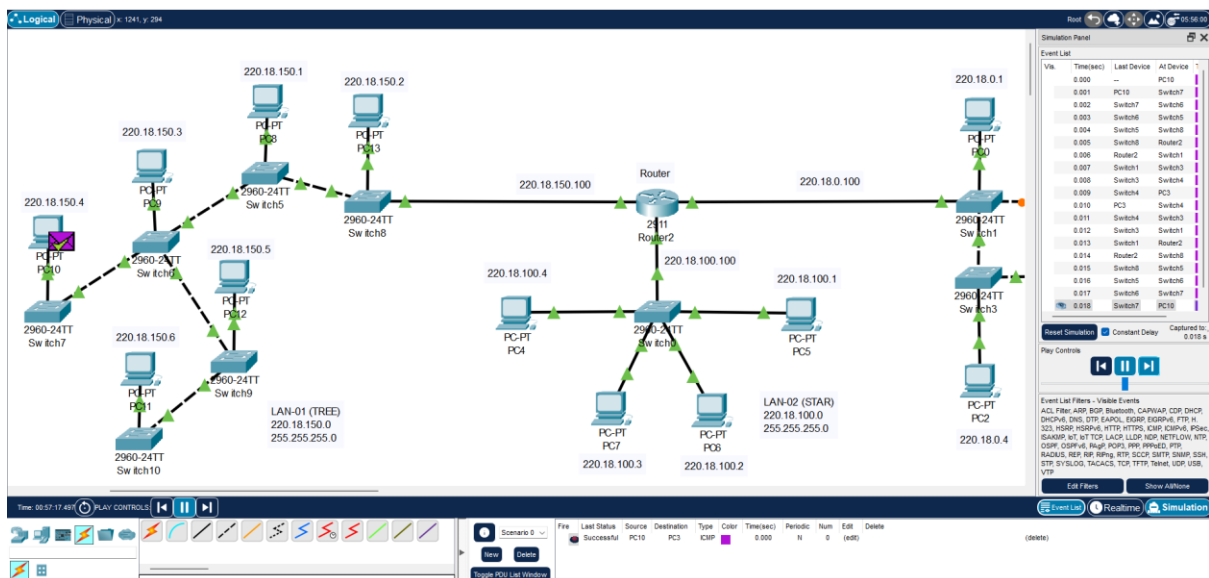 Logical
Physical
x: 1241, y: 294
Root
05:56:00
220.18.150.1
PC-PT
PC8
220.18.150.2
PC-PT
PC13
220.18.150.3
PC-PT
PC9
2960-24TT
Switch5
220.18.150.4
PC-PT
PC10
2960-24TT
Switch8
220.18.150.100
Router
2911
Router2
220.18.0.100
220.18.0.1
PC-PT
PC0
2960-24TT
Switch1
220.18.150.5
PC-PT
PC12
2960-24TT
Switch6
2960-24TT
Switch7
220.18.100.4
220.18.100.100
220.18.100.1
PC-PT
PC4
2960-24TT
PC-PT
PC5
2960-24TT
Switch3
220.18.150.6
PC-PT
PC11
2960-24TT
Switch9
2960-24TT
Switch10
LAN-01 (TREE)
220.18.150.0
255.255.255.0
PC-PT
PC7
220.18.100.3
PC-PT
PC6
220.18.100.2
LAN-02 (STAR)
220.18.100.0
255.255.255.0
PC-PT
PC2
220.18.0.4
Simulation Panel
Event List
Vis. Time(sec) Last Device At Device
0.000 -- PC10
0.001 PC10 Switch7
0.002 Switch7 Switch6
0.003 Switch6 Switch5
0.004 Switch5 Switch8
0.005 Switch8 Router2
0.006 Router2 Switch1
0.007 Switch1 Switch3
0.008 Switch3 Switch4
0.009 Switch4 PC3
0.010 PC3 Switch4
0.011 Switch4 Switch3
0.012 Switch3 Switch1
0.013 Switch1 Router2
0.014 Router2 Switch8
0.015 Switch8 Switch5
0.016 Switch5 Switch6
0.017 Switch6 Switch7
0.018 Switch7 PC10
Reset Simulation
Constant Delay
Captured to:
0.018 s
Play Controls
Event List Filters - Visible Events
ACL Filter, ARP, BGP, Bluetooth, CAPWAP, CDP, DHCP,
DHCPv6, DNS, DTP, EAPOL, EIGRP, EIGRPv6, FTP, H.
323, HSRP, HSRPv6, HTTP, HTTPS, ICMP, ICMPv6, IPSec,
ISAKMP, IoT, IoT TCP, LACP, LLDP, NDP, NETFLOW, NTP,
OSPF, OSPFv6, PAgP, POP3, PPP, PPPoED, PTP,
RADIUS, REP, RIP, RIPng, RTP, SCCP, SMTP, SNMP, SSH,
STP, SYSLOG, TACACS, TCP, TFTP, Telnet, UDP, USB,
VTP
Edit Filters
Show All/None
Time: 00:57:17.497
PLAY CONTROLS:
Event List
Realtime
Simulation
Scenario 0
New
Delete
Toggle PDU List Window
Fire Last Status Source Destination Type Color Time(sec) Periodic Num Edit Delete
Successful PC10 PC3 ICMP 0.000 N 0 (edit) (delete)